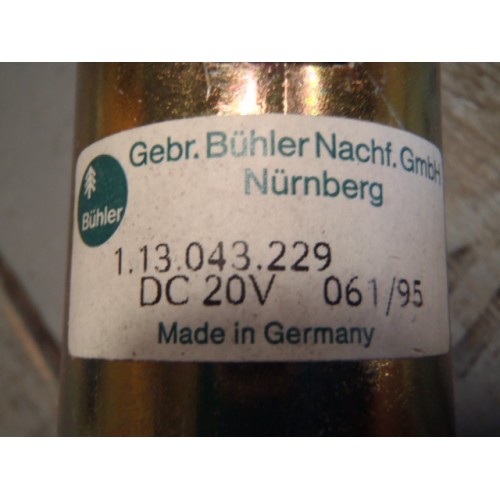 Gebr. Bühler Nachf. GmbH
Nürnberg
Bühler
1.13.043.229
DC 20V 061/95
Made in Germany